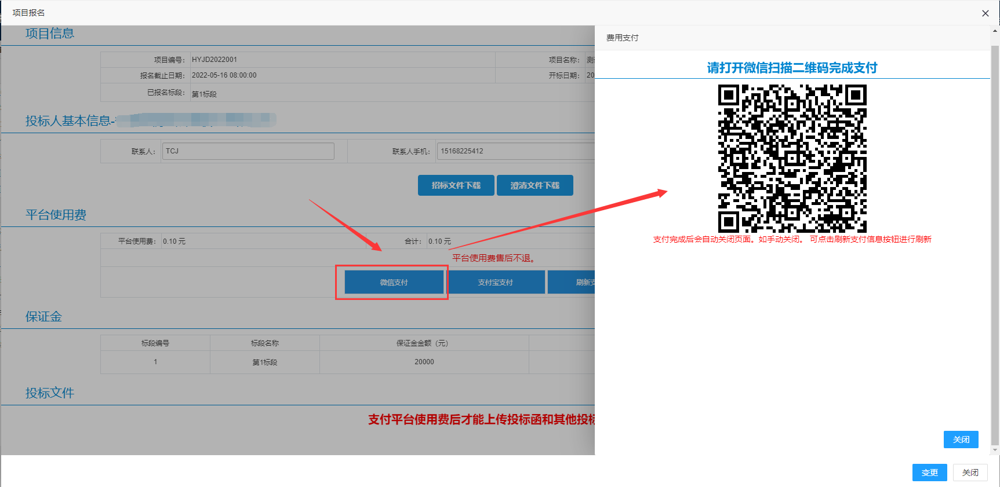 项目报名
项目信息
项目编号： HYJD2022001 项目名称：
报名截止日期： 2022-05-16 08:00:00 开标日期： 20
已报名标段： 第1标段
投标人基本信息-
联系人： TCJ 联系人手机： 15168225412
招标文件下载 澄清文件下载
平台使用费
平台使用费： 0.10 元 合计： 0.10 元
平台使用费售后不退。
微信支付 支付宝支付 刷新支
保证金
标段编号 标段名称 保证金金额（元）
1 第1标段 20000
投标文件
支付平台使用费后才能上传投标函和其他投标
费用支付
请打开微信扫描二维码完成支付
支付完成后会自动关闭页面。如手动关闭。 可点击刷新支付信息按钮进行刷新
关闭
变更 关闭